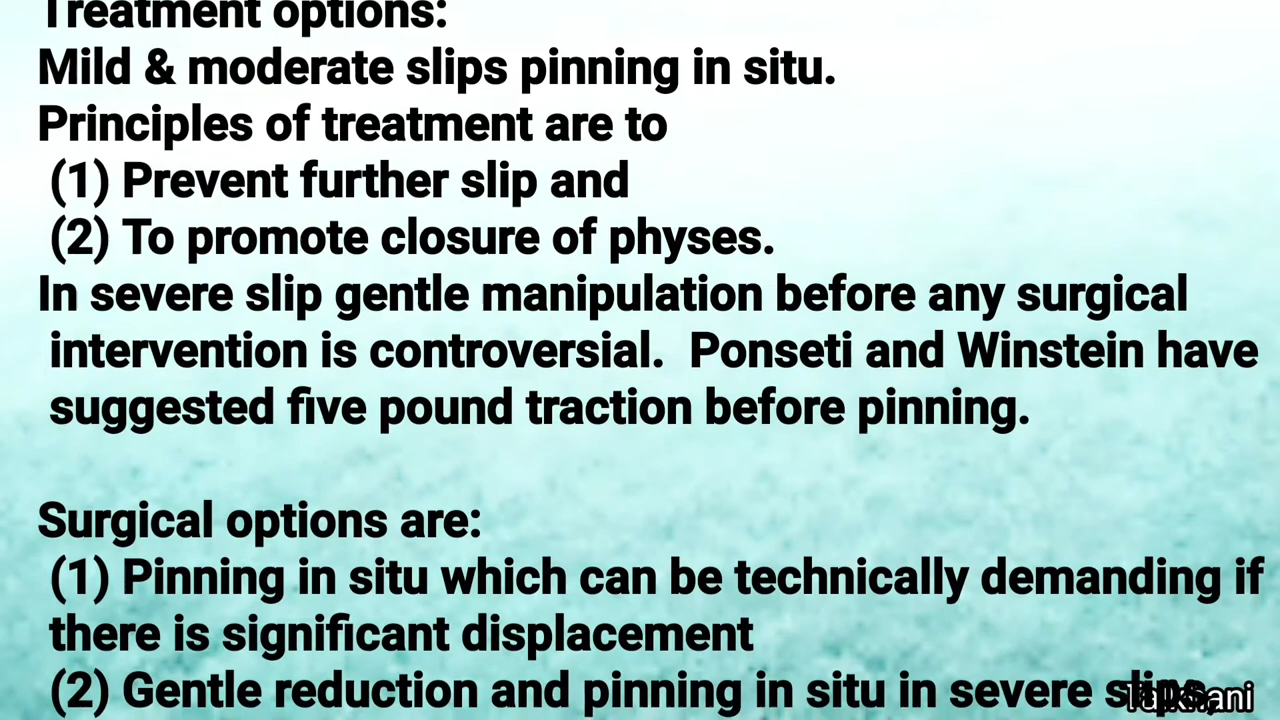 Treatment options:
Mild & moderate slips pinning in situ.
Principles of treatment are to
(1) Prevent further slip and
(2) To promote closure of physes.
In severe slip gentle manipulation before any surgical
intervention is controversial.  Ponseti and Winstein have
suggested five pound traction before pinning.
Surgical options are:
(1) Pinning in situ which can be technically demanding if
there is significant displacement
(2) Gentle reduction and pinning in situ in severe slips,